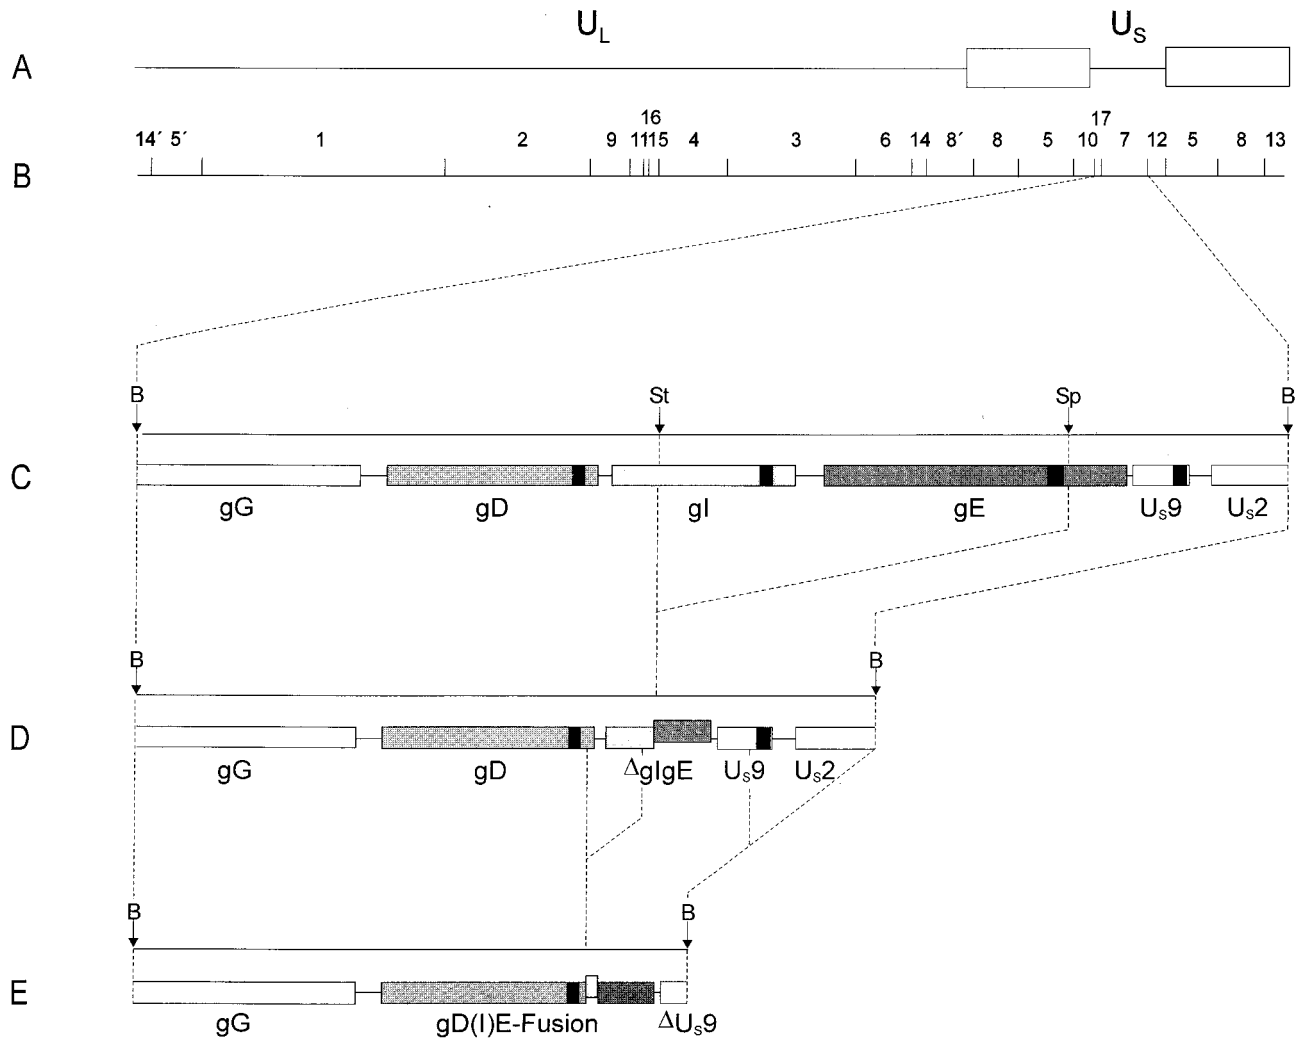 U_L U_S
A
16 17
14´ 5´ 1 2 9 11 15 4 3 6 14 8´ 8 5 10 7 12 5 8 13
B
B St Sp B
C
gG gD gI gE U_S9 U_S2
B B
D
gG gD ΔgIgE U_S9 U_S2
B B
E
gG gD(I)E-Fusion ΔU_S9